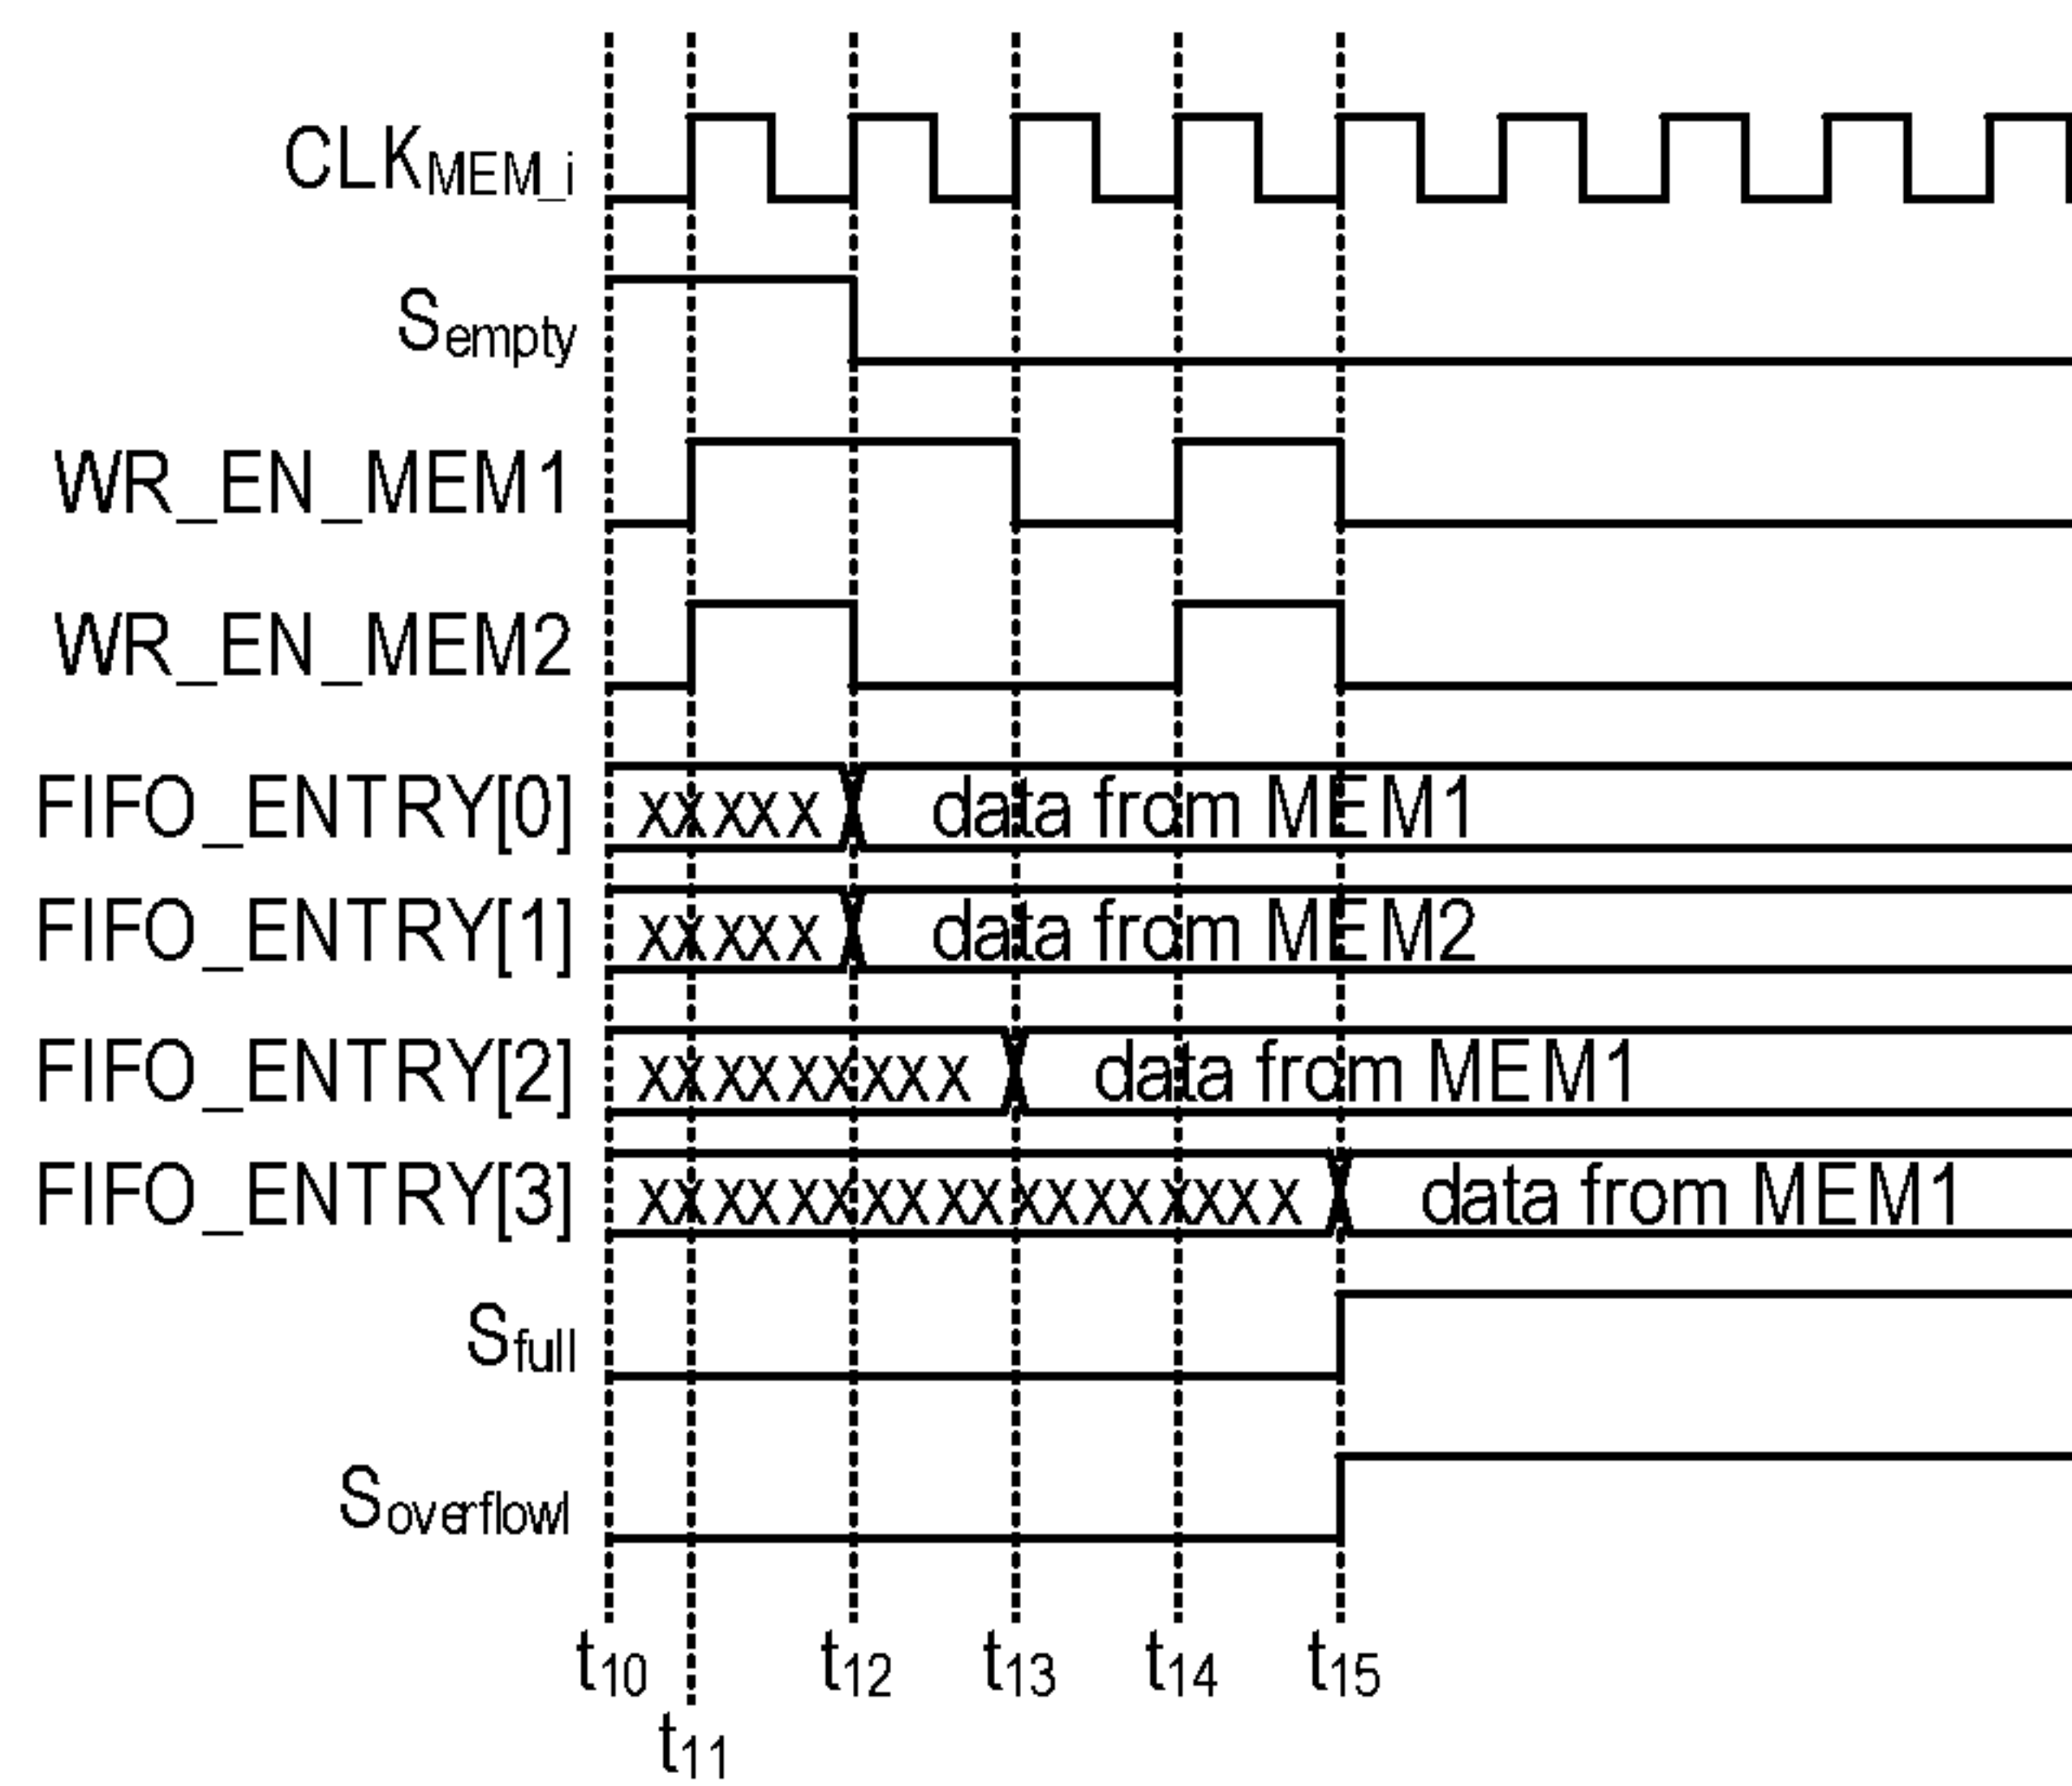 CLKMEM_i
Sempty
WR_EN_MEM1
WR_EN_MEM2
FIFO_ENTRY[0] xxxxx data from MEM1
FIFO_ENTRY[1] xxxxx data from MEM2
FIFO_ENTRY[2] xxxxxxxxx data from MEM1
FIFO_ENTRY[3] xxxxxxxxxxxxxxxxxx data from MEM1
Sfull
Soverflowl
t10 t12 t13 t14 t15
t11